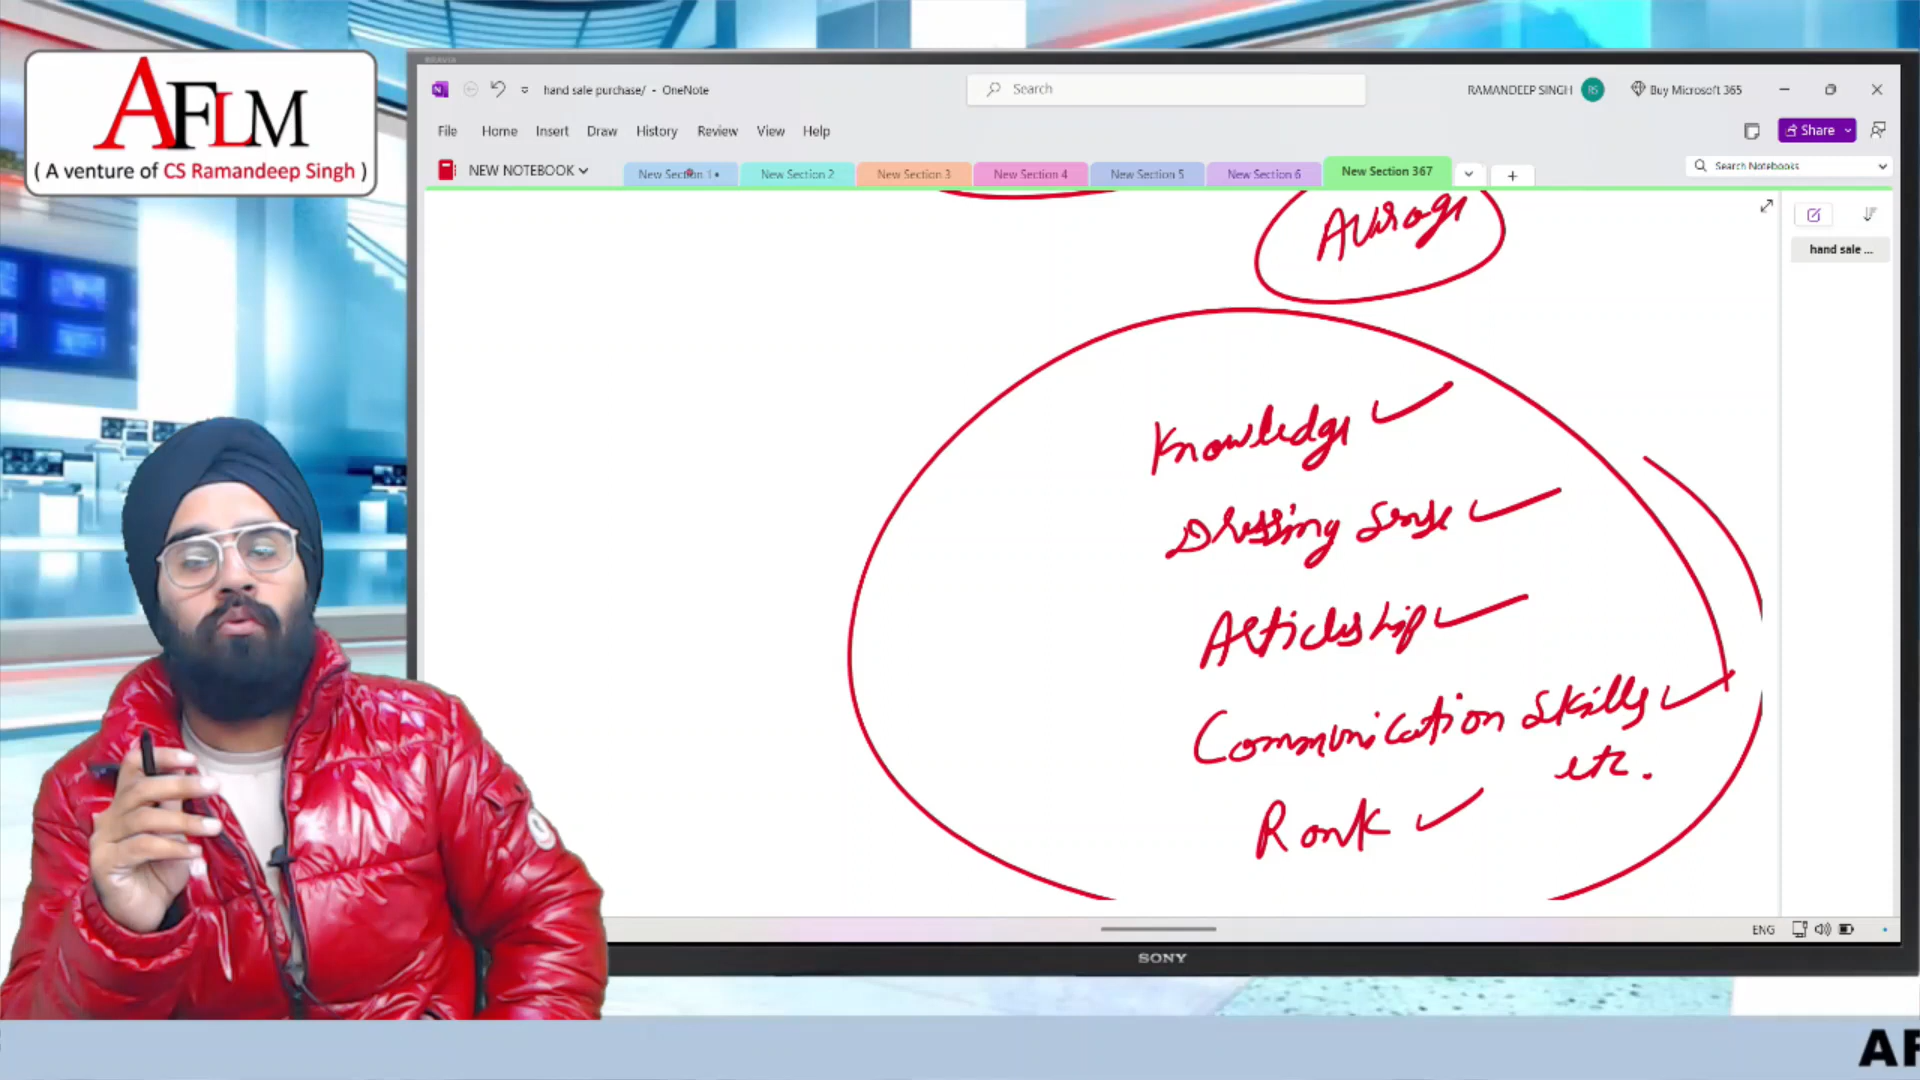 AFLM
( A venture of CS Ramandeep Singh )
hand sale purchase/ - OneNote
Search
RAMANDEEP SINGH
RS
Buy Microsoft 365
File Home Insert Draw History Review View Help
Share
NEW NOTEBOOK
New Section 1
New Section 2
New Section 3
New Section 4
New Section 5
New Section 6
New Section 367
+
Search Notebooks
hand sale ...
Average
Knowledge
Dressing Sense
Articleship
Communication Skills
etc.
Rank
ENG
SONY
AF